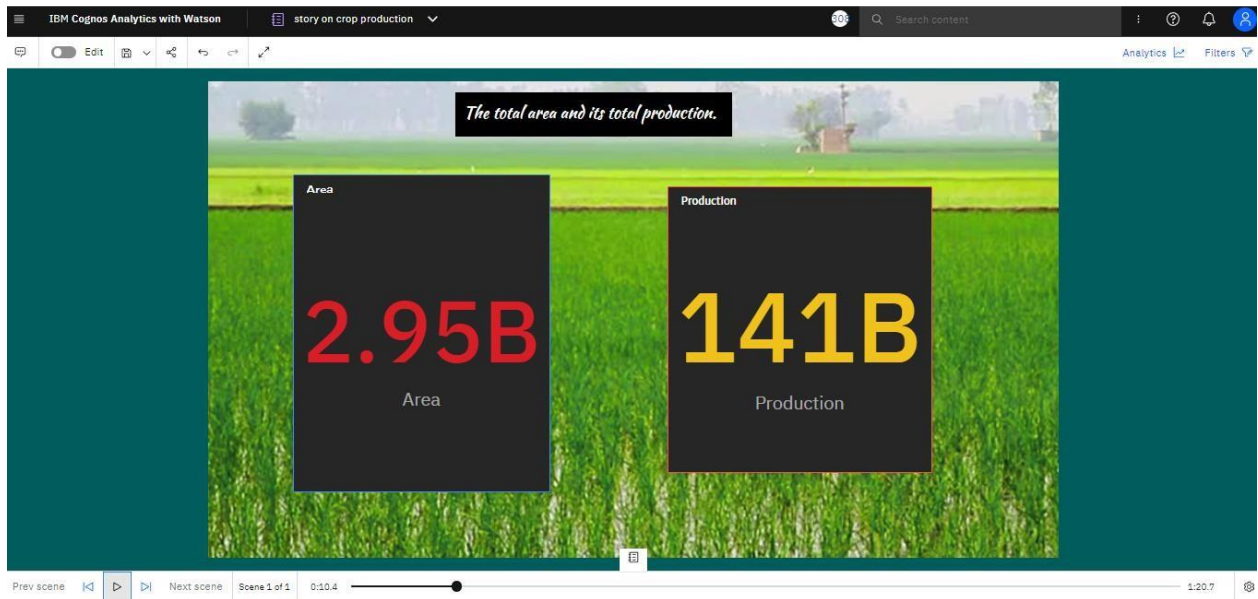 IBM Cognos Analytics with Watson
story on crop production
308
Search content
Edit
Analytics
Filters
The total area and its total production.
Area
2.95B
Area
Production
141B
Production
Prev scene
Next scene
Scene 1 of 1
0:10.4
1:20.7